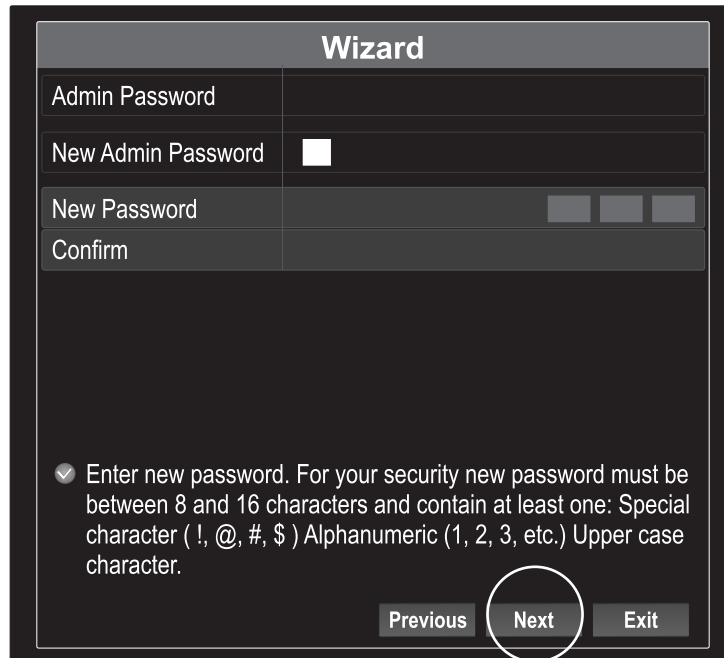 Wizard
Admin Password
New Admin Password
New Password
Confirm
Enter new password. For your security new password must be
between 8 and 16 characters and contain at least one: Special
character ( !, @, #, $ ) Alphanumeric (1, 2, 3, etc.) Upper case
character.
Previous Next Exit